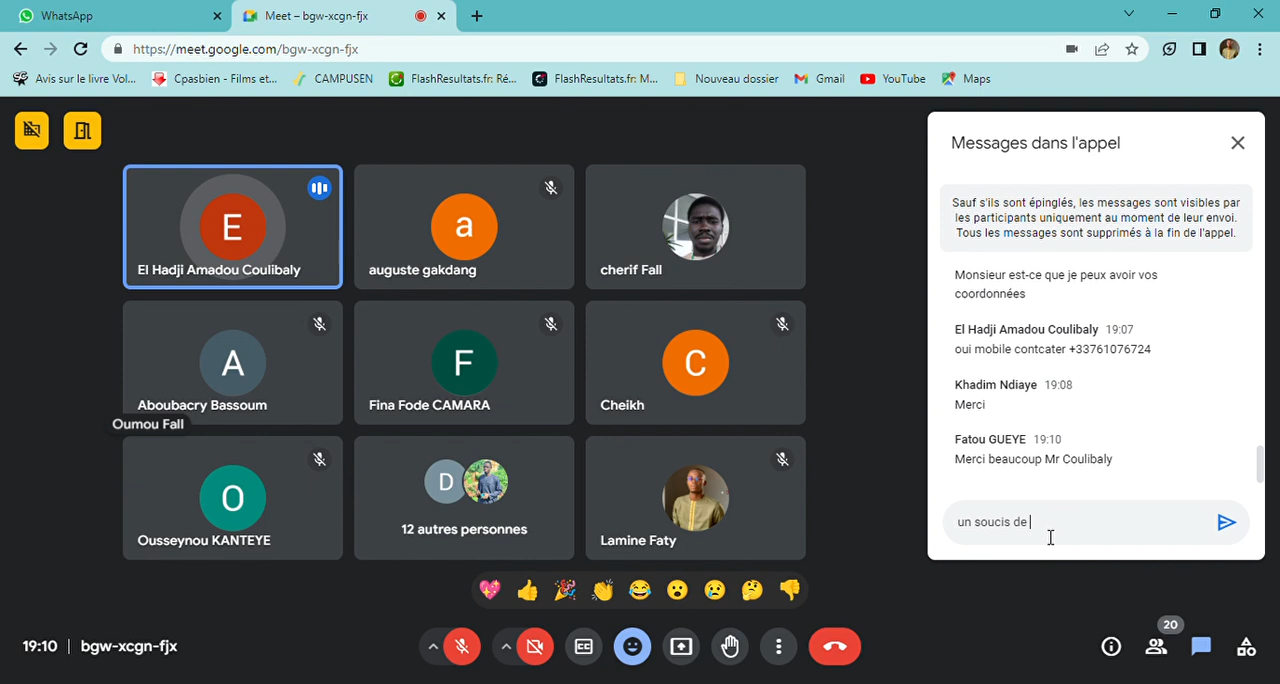 WhatsApp
Meet – bgw-xcgn-fjx
https://meet.google.com/bgw-xcgn-fjx
Avis sur le livre Vol...
Cpasbien - Films et...
CAMPUSEN
FlashResultats.fr: Ré...
FlashResultats.fr: M...
Nouveau dossier
Gmail
YouTube
Maps
E
El Hadji Amadou Coulibaly
a
auguste gakdang
cherif Fall
A
Aboubacry Bassoum
F
Fina Fode CAMARA
C
Cheikh
Oumou Fall
O
Ousseynou KANTEYE
D
12 autres personnes
Lamine Faty
Messages dans l'appel
Sauf s'ils sont épinglés, les messages sont visibles par
les participants uniquement au moment de leur envoi.
Tous les messages sont supprimés à la fin de l'appel.
Monsieur est-ce que je peux avoir vos
coordonnées
El Hadji Amadou Coulibaly 19:07
oui mobile contcater +33761076724
Khadim Ndiaye 19:08
Merci
Fatou GUEYE 19:10
Merci beaucoup Mr Coulibaly
un soucis de
19:10 | bgw-xcgn-fjx
CC
20